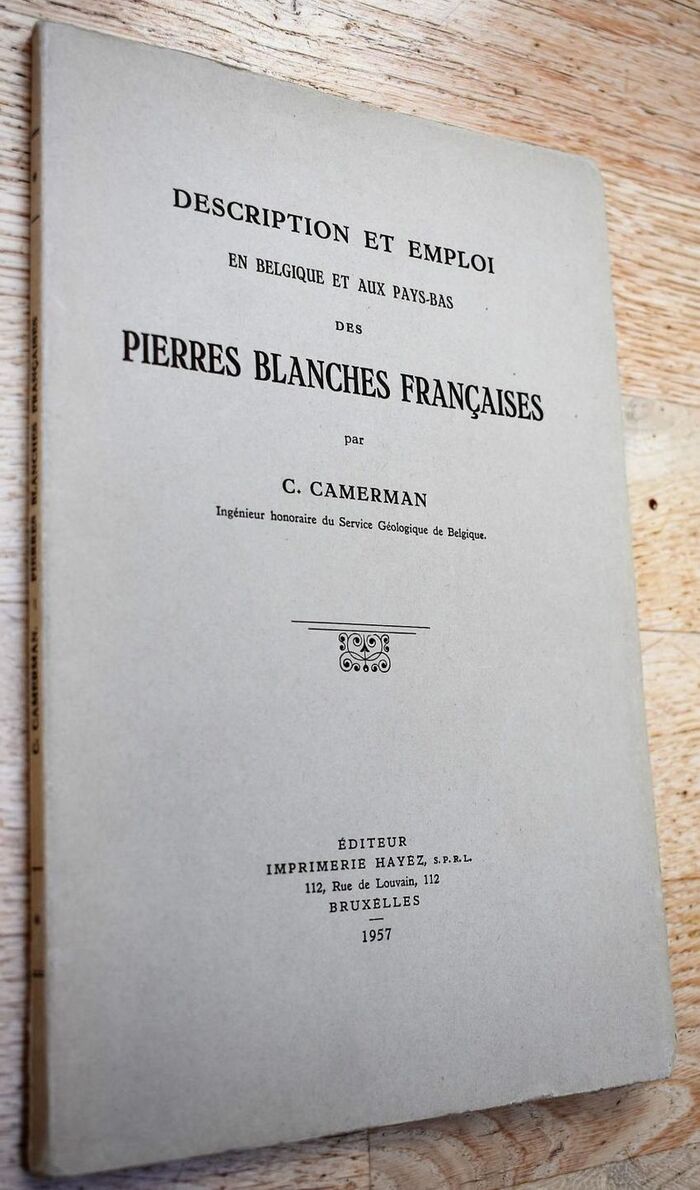 DESCRIPTION ET EMPLOI
EN BELGIQUE ET AUX PAYS-BAS
DES
PIERRES BLANCHES FRANÇAISES
par
C. CAMERMAN
Ingénieur honoraire du Service Géologique de Belgique.
ÉDITEUR
IMPRIMERIE HAYEZ, S.P.R.L.
112, Rue de Louvain, 112
BRUXELLES
1957
C. CAMERMAN. — PIERRES BLANCHES FRANÇAISES